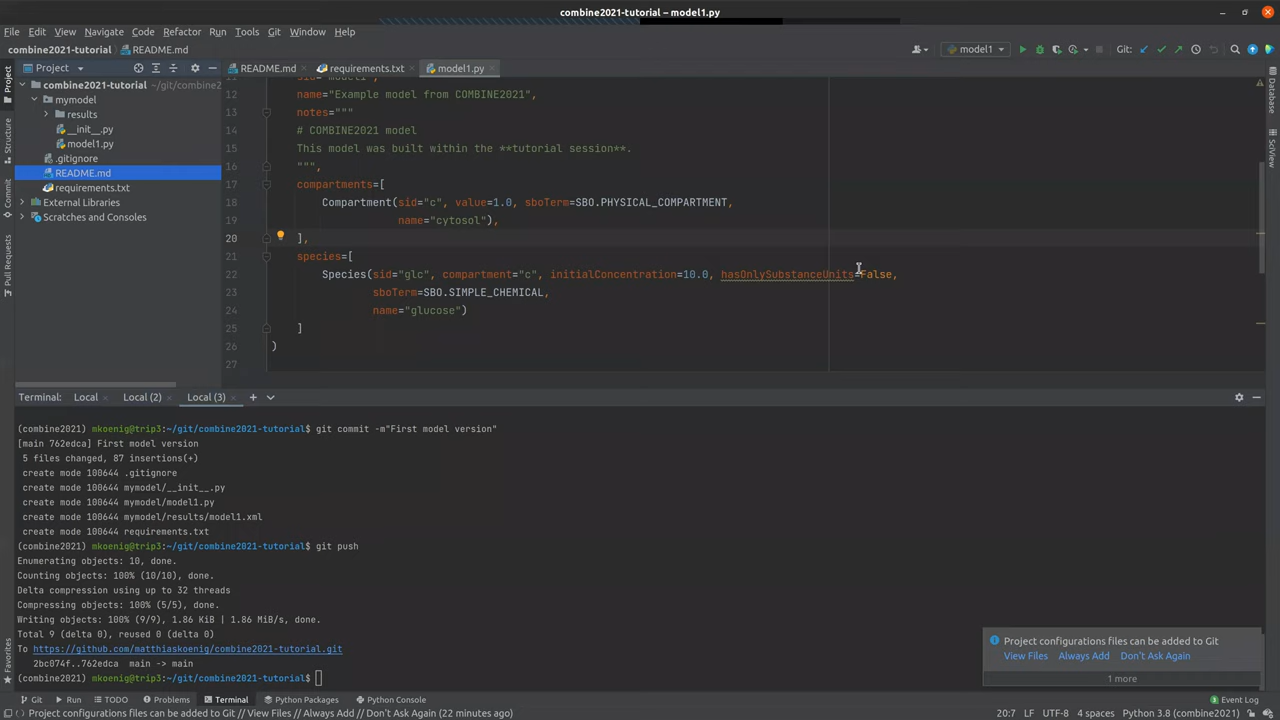 combine2021-tutorial – model1.py
File Edit View Navigate Code Refactor Run Tools Git Window Help
combine2021-tutorial README.md model1 Git:
Project README.md requirements.txt model1.py
combine2021-tutorial ~/git/combine2
mymodel
results
__init__.py
model1.py
.gitignore
README.md
requirements.txt
External Libraries
Scratches and Consoles
12 name="Example model from COMBINE2021",
13 notes="""
14 # COMBINE2021 model
15 This model was built within the **tutorial session**.
16 """,
17 compartments=[
18 Compartment(sid="c", value=1.0, sboTerm=SBO.PHYSICAL_COMPARTMENT,
19 name="cytosol"),
20 ],
21 species=[
22 Species(sid="glc", compartment="c", initialConcentration=10.0, hasOnlySubstanceUnits=False,
23 sboTerm=SBO.SIMPLE_CHEMICAL,
24 name="glucose")
25 ]
26 )
27
Project
Structure
Commit
Pull Requests
Favorites
Database
SciView
Terminal: Local Local (2) Local (3)
(combine2021) mkoenig@trip3:~/git/combine2021-tutorial$ git commit -m"First model version"
[main 762edca] First model version
5 files changed, 87 insertions(+)
create mode 100644 .gitignore
create mode 100644 mymodel/__init__.py
create mode 100644 mymodel/model1.py
create mode 100644 mymodel/results/model1.xml
create mode 100644 requirements.txt
(combine2021) mkoenig@trip3:~/git/combine2021-tutorial$ git push
Enumerating objects: 10, done.
Counting objects: 100% (10/10), done.
Delta compression using up to 32 threads
Compressing objects: 100% (5/5), done.
Writing objects: 100% (9/9), 1.86 KiB | 1.86 MiB/s, done.
Total 9 (delta 0), reused 0 (delta 0)
To https://github.com/matthiaskoenig/combine2021-tutorial.git
2bc074f..762edca main -> main
(combine2021) mkoenig@trip3:~/git/combine2021-tutorial$
Project configurations files can be added to Git
View Files Always Add Don't Ask Again
1 more
Git Run TODO Problems Terminal Python Packages Python Console Event Log
Project configurations files can be added to Git // View Files // Always Add // Don't Ask Again (22 minutes ago) 20:7 LF UTF-8 4 spaces Python 3.8 (combine2021)